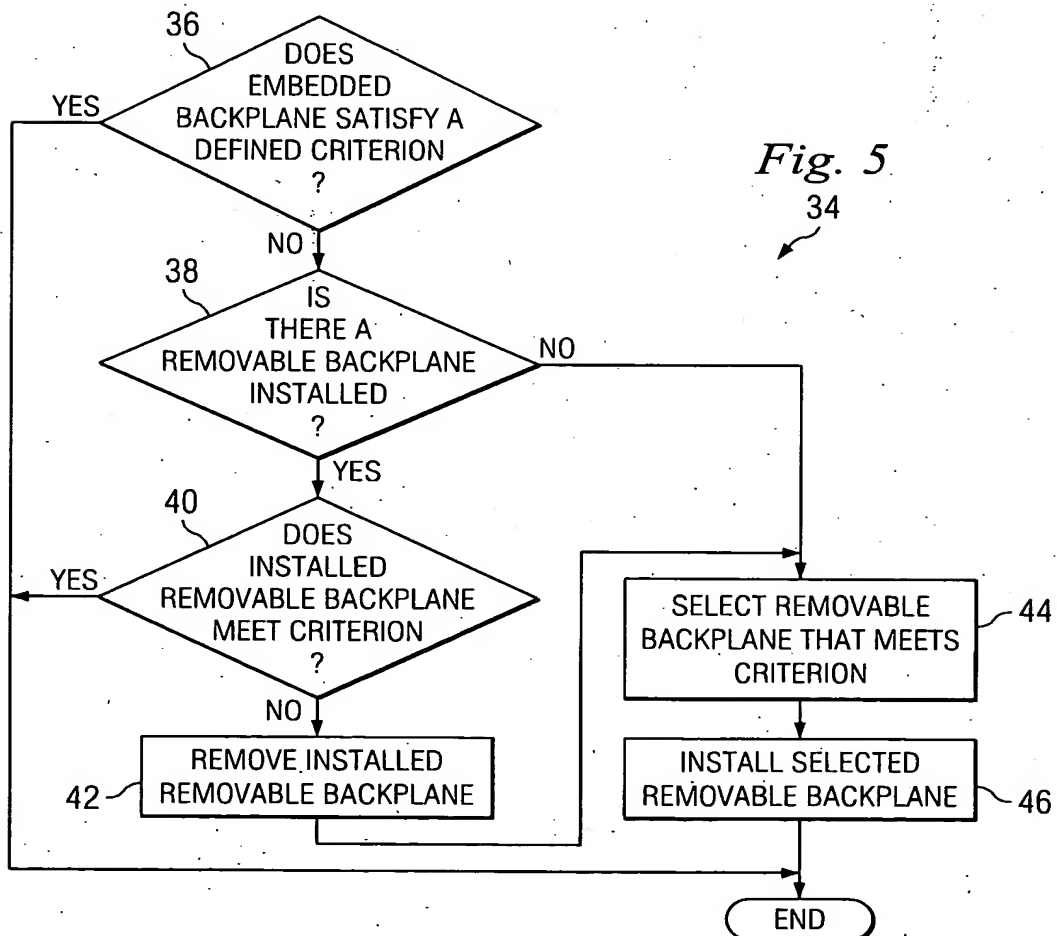 36
DOES
EMBEDDED
BACKPLANE SATISFY A
DEFINED CRITERION
?
YES
NO
Fig. 5
34
38
IS
THERE A
REMOVABLE BACKPLANE
INSTALLED
?
NO
YES
40
DOES
INSTALLED
REMOVABLE BACKPLANE
MEET CRITERION
?
YES
NO
42
REMOVE INSTALLED
REMOVABLE BACKPLANE
SELECT REMOVABLE
BACKPLANE THAT MEETS
CRITERION
44
INSTALL SELECTED
REMOVABLE BACKPLANE
46
END